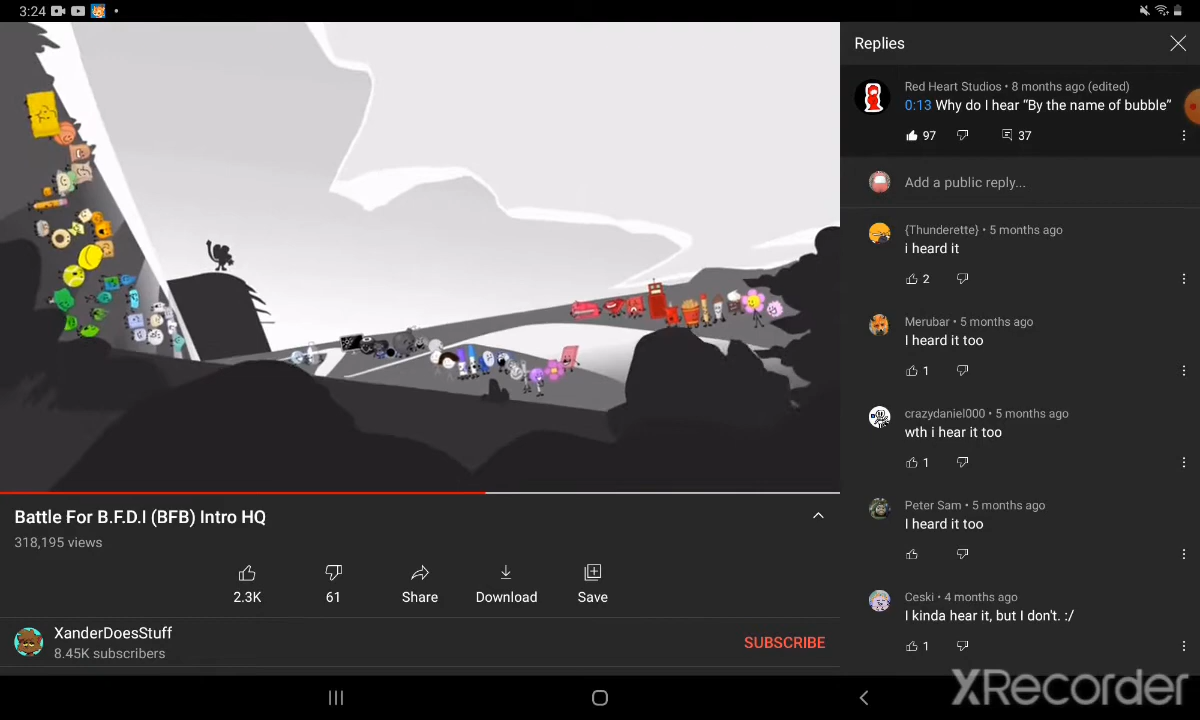 3:24
Replies
Red Heart Studios • 8 months ago (edited)
0:13 Why do I hear “By the name of bubble”
97
37
Add a public reply...
{Thunderette} • 5 months ago
i heard it
2
Merubar • 5 months ago
I heard it too
1
crazydaniel000 • 5 months ago
wth i hear it too
1
Peter Sam • 5 months ago
I heard it too
Ceski • 4 months ago
I kinda hear it, but I don't. :/
1
Battle For B.F.D.I (BFB) Intro HQ
318,195 views
2.3K
61
Share
Download
Save
XanderDoesStuff
8.45K subscribers
SUBSCRIBE
XRecorder